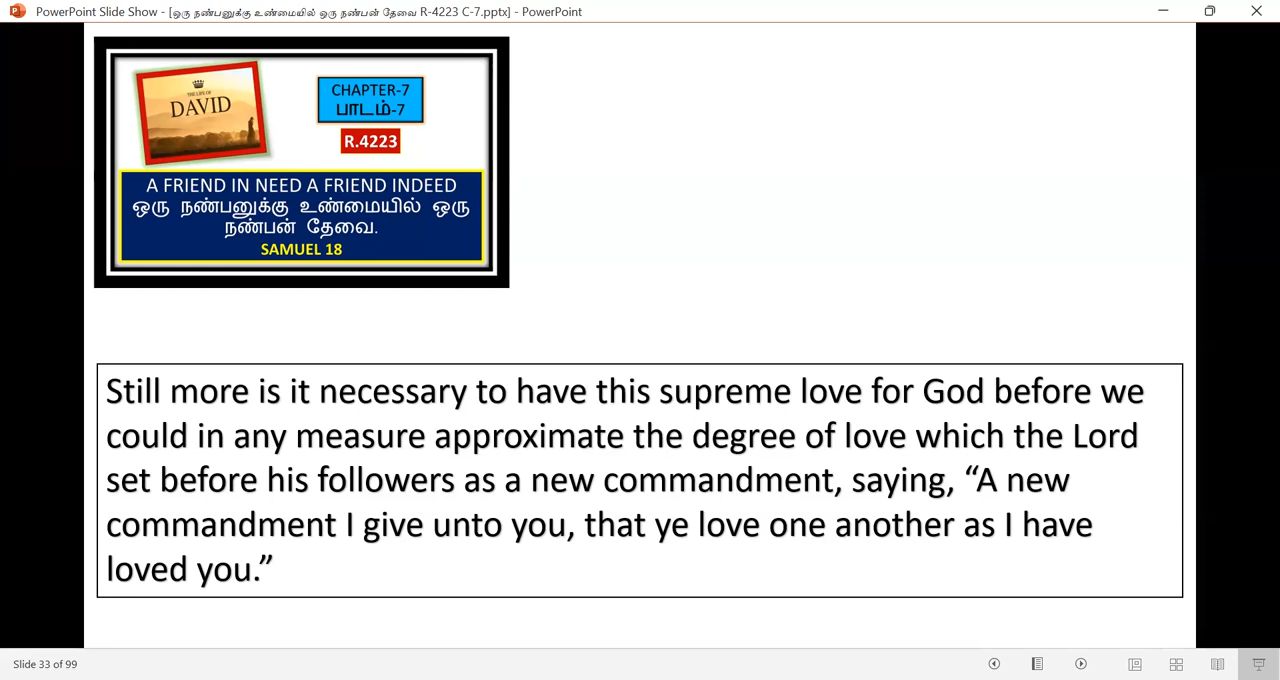 PowerPoint Slide Show - [ஒரு நண்பனுக்கு உண்மையில் ஒரு நண்பன் தேவை R-4223 C-7.pptx] - PowerPoint
THE LIFE OF
DAVID
CHAPTER-7
பாடம்-7
R.4223
A FRIEND IN NEED A FRIEND INDEED
ஒரு நண்பனுக்கு உண்மையில் ஒரு
நண்பன் தேவை.
SAMUEL 18
Still more is it necessary to have this supreme love for God before we
could in any measure approximate the degree of love which the Lord
set before his followers as a new commandment, saying, “A new
commandment I give unto you, that ye love one another as I have
loved you.”
Slide 33 of 99